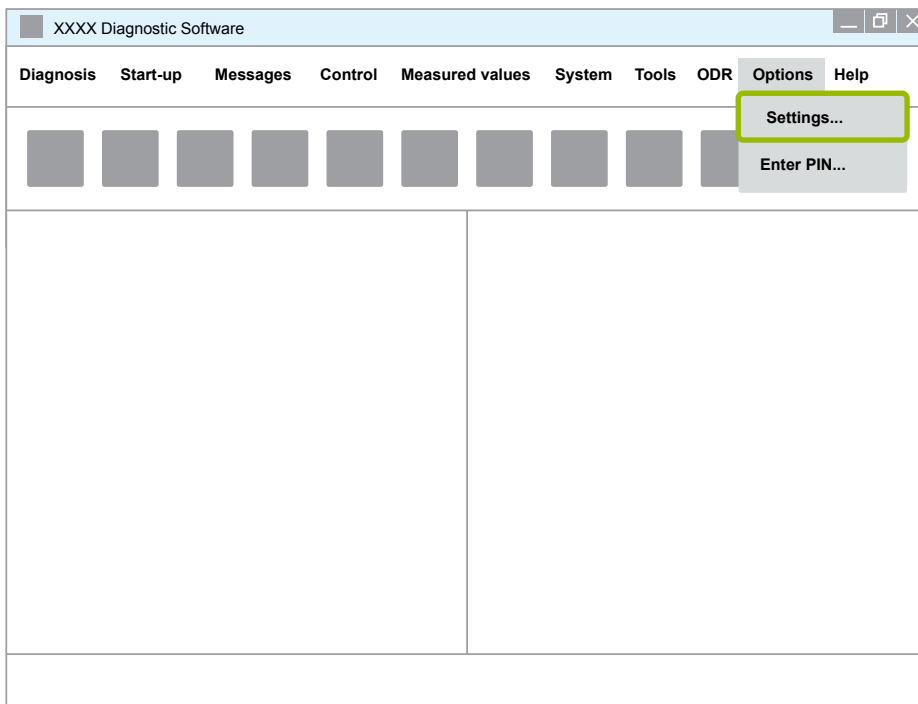 XXXX Diagnostic Software
Diagnosis Start-up Messages Control Measured values System Tools ODR Options Help
Settings...
Enter PIN...